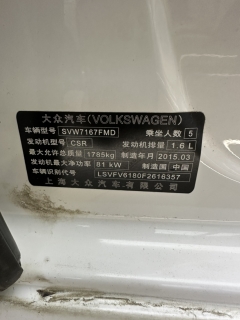 大众汽车(VOLKSWAGEN)
车辆型号 SVW7167FMD 乘坐人数 5
发动机型号 CSR 发动机排量 1.6 L
最大允许总质量 1785kg 制造年月 2015.03
发动机最大净功率 81 kW 制造国 中国
车辆识别代号 LSVFV6180F2616357
上海大众汽车有限公司